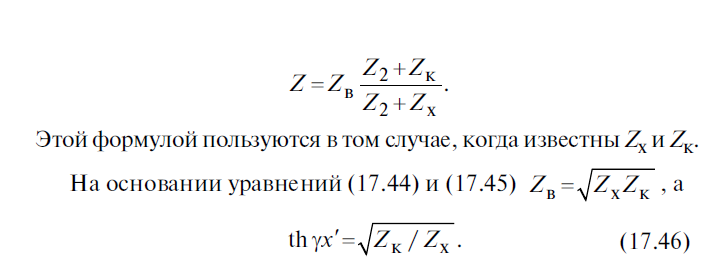 Z = Z_в (Z_2 + Z_к) / (Z_2 + Z_х).
Этой формулой пользуются в том случае, когда известны Z_х и Z_к.
На основании уравнений (17.44) и (17.45) Z_в = √(Z_х Z_к) , а
th γx′ = √(Z_к / Z_х) . (17.46)